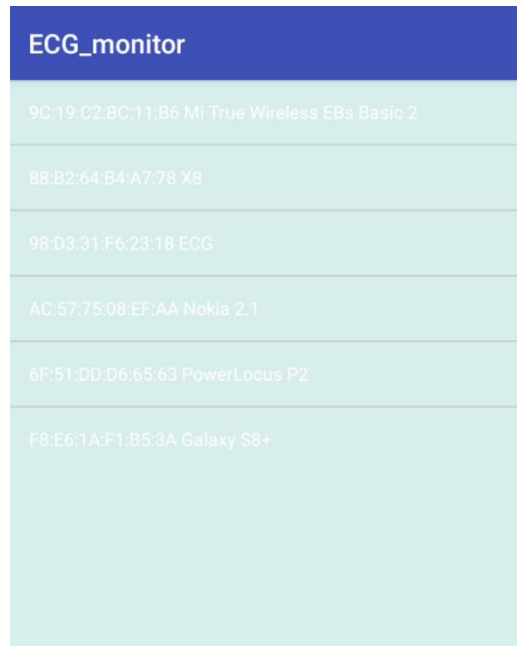 ECG_monitor
9C:19:C2:BC:11:B6 Mi True Wireless EBs Basic 2
88:B2:64:B4:A7:78 X8
98:D3:31:F6:23:18 ECG
AC:57:75:08:EF:AA Nokia 2.1
6F:51:DD:D6:65:63 PowerLocus P2
F8:E6:1A:F1:B5:3A Galaxy S8+